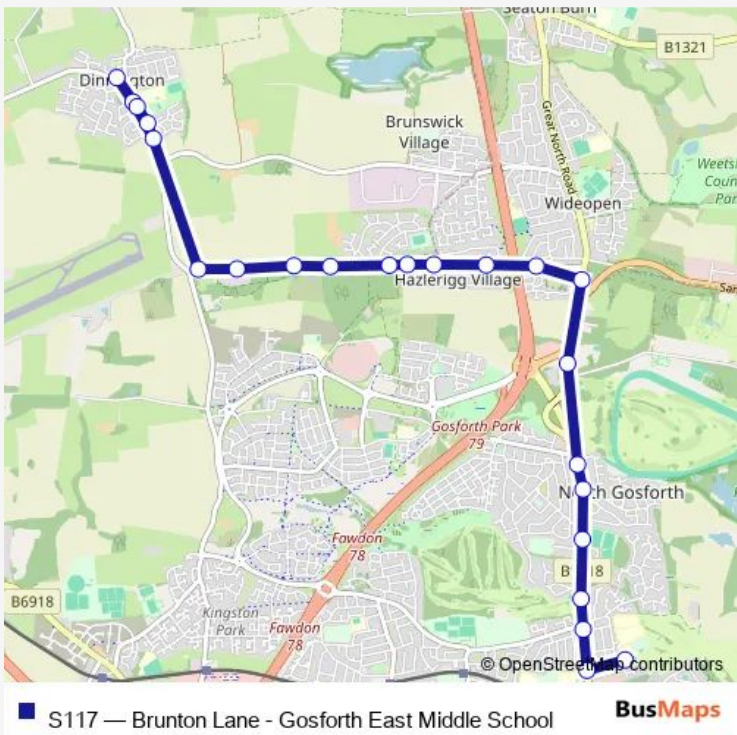 Seaton Burn
B1321
Dinnington
Brunswick
Village
Great North Road
Wideopen
Hazlerigg Village
Gosforth Park
79
North Gosforth
Fawdon
78
B6918
Kingston
Park
Fawdon
78
© OpenStreetMap contributors
S117 — Brunton Lane - Gosforth East Middle School
BusMaps